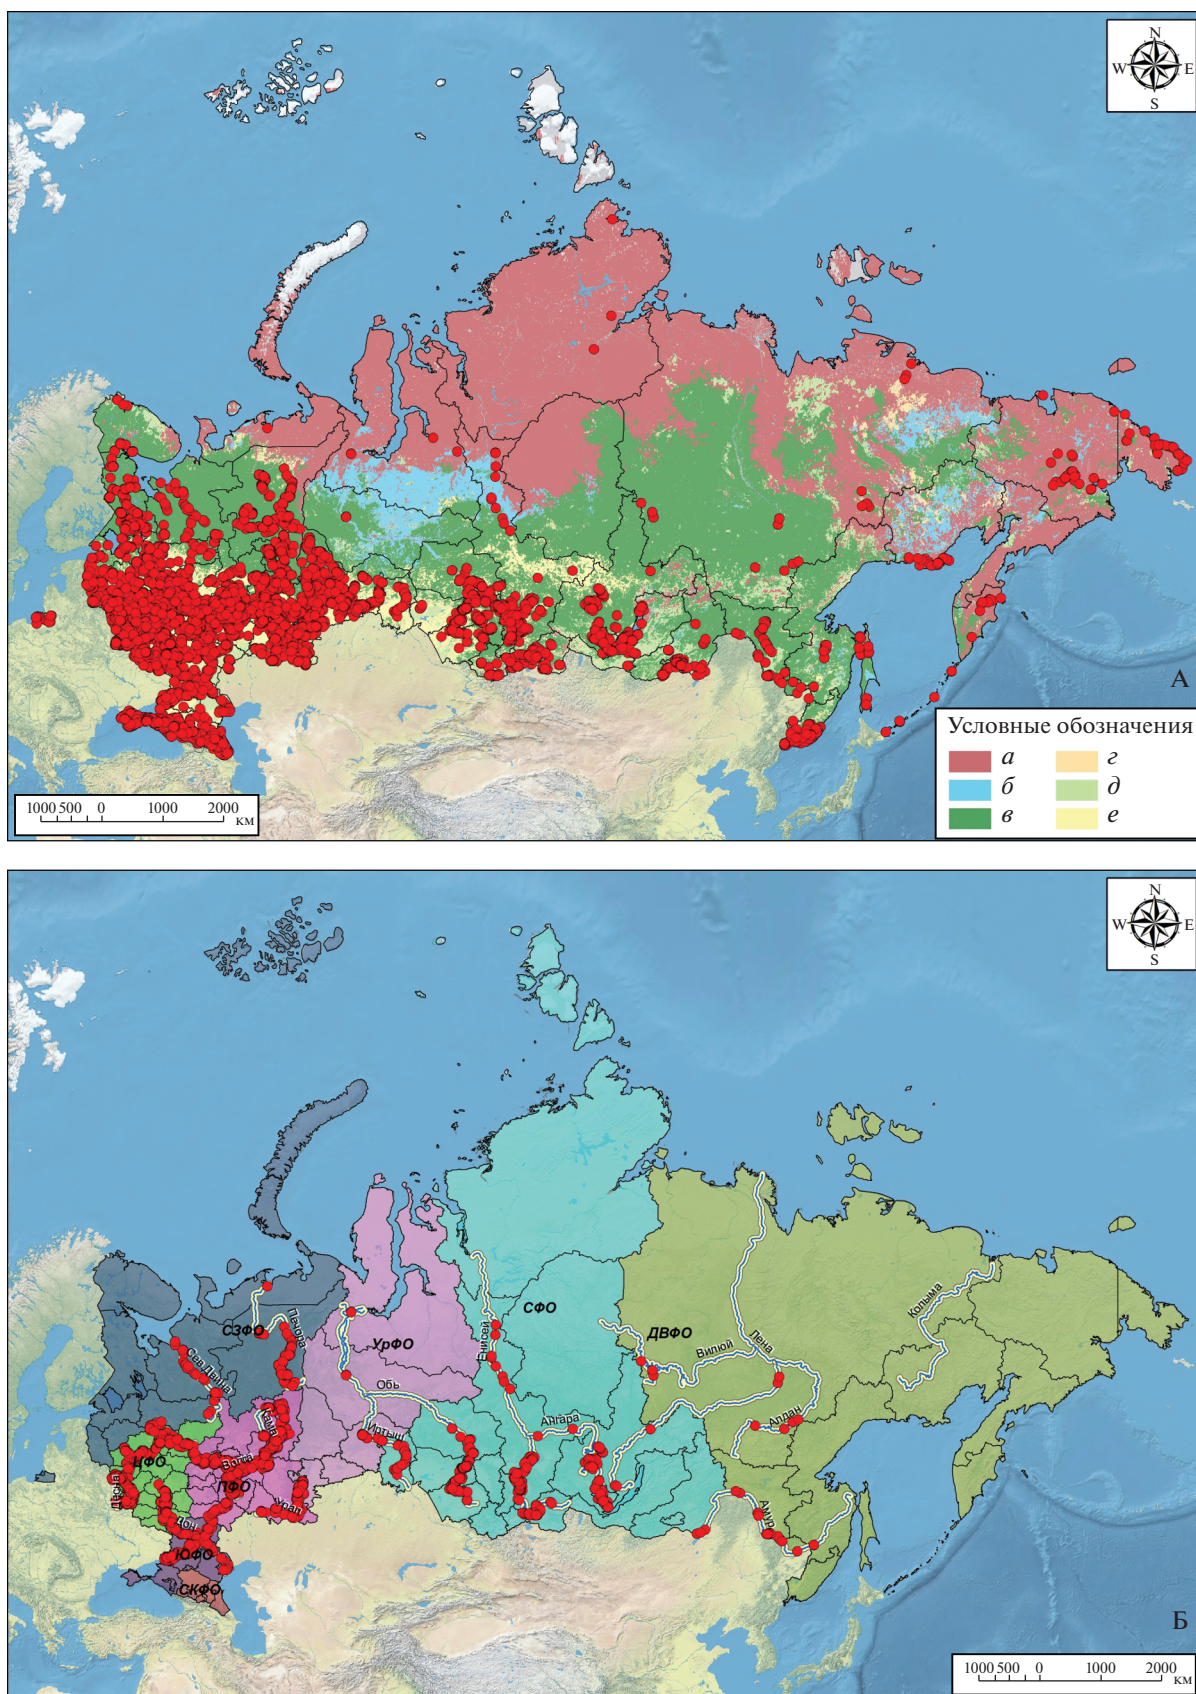 N
W E
S
А
Условные обозначения
а г
б д
в е
1000 500 0 1000 2000
км
N
W E
S
СЗФО
Печора
Сев. Двина
УрФО
Обь
Иртыш
Енисей
СФО
Ангара
ДВФО
Вилюй
Лена
Алдан
Колыма
Амур
Кама
Волга
ЦФО
Десна
ПФО
Урал
Дон
ЮФО
СКФО
Б
1000 500 0 1000 2000
км